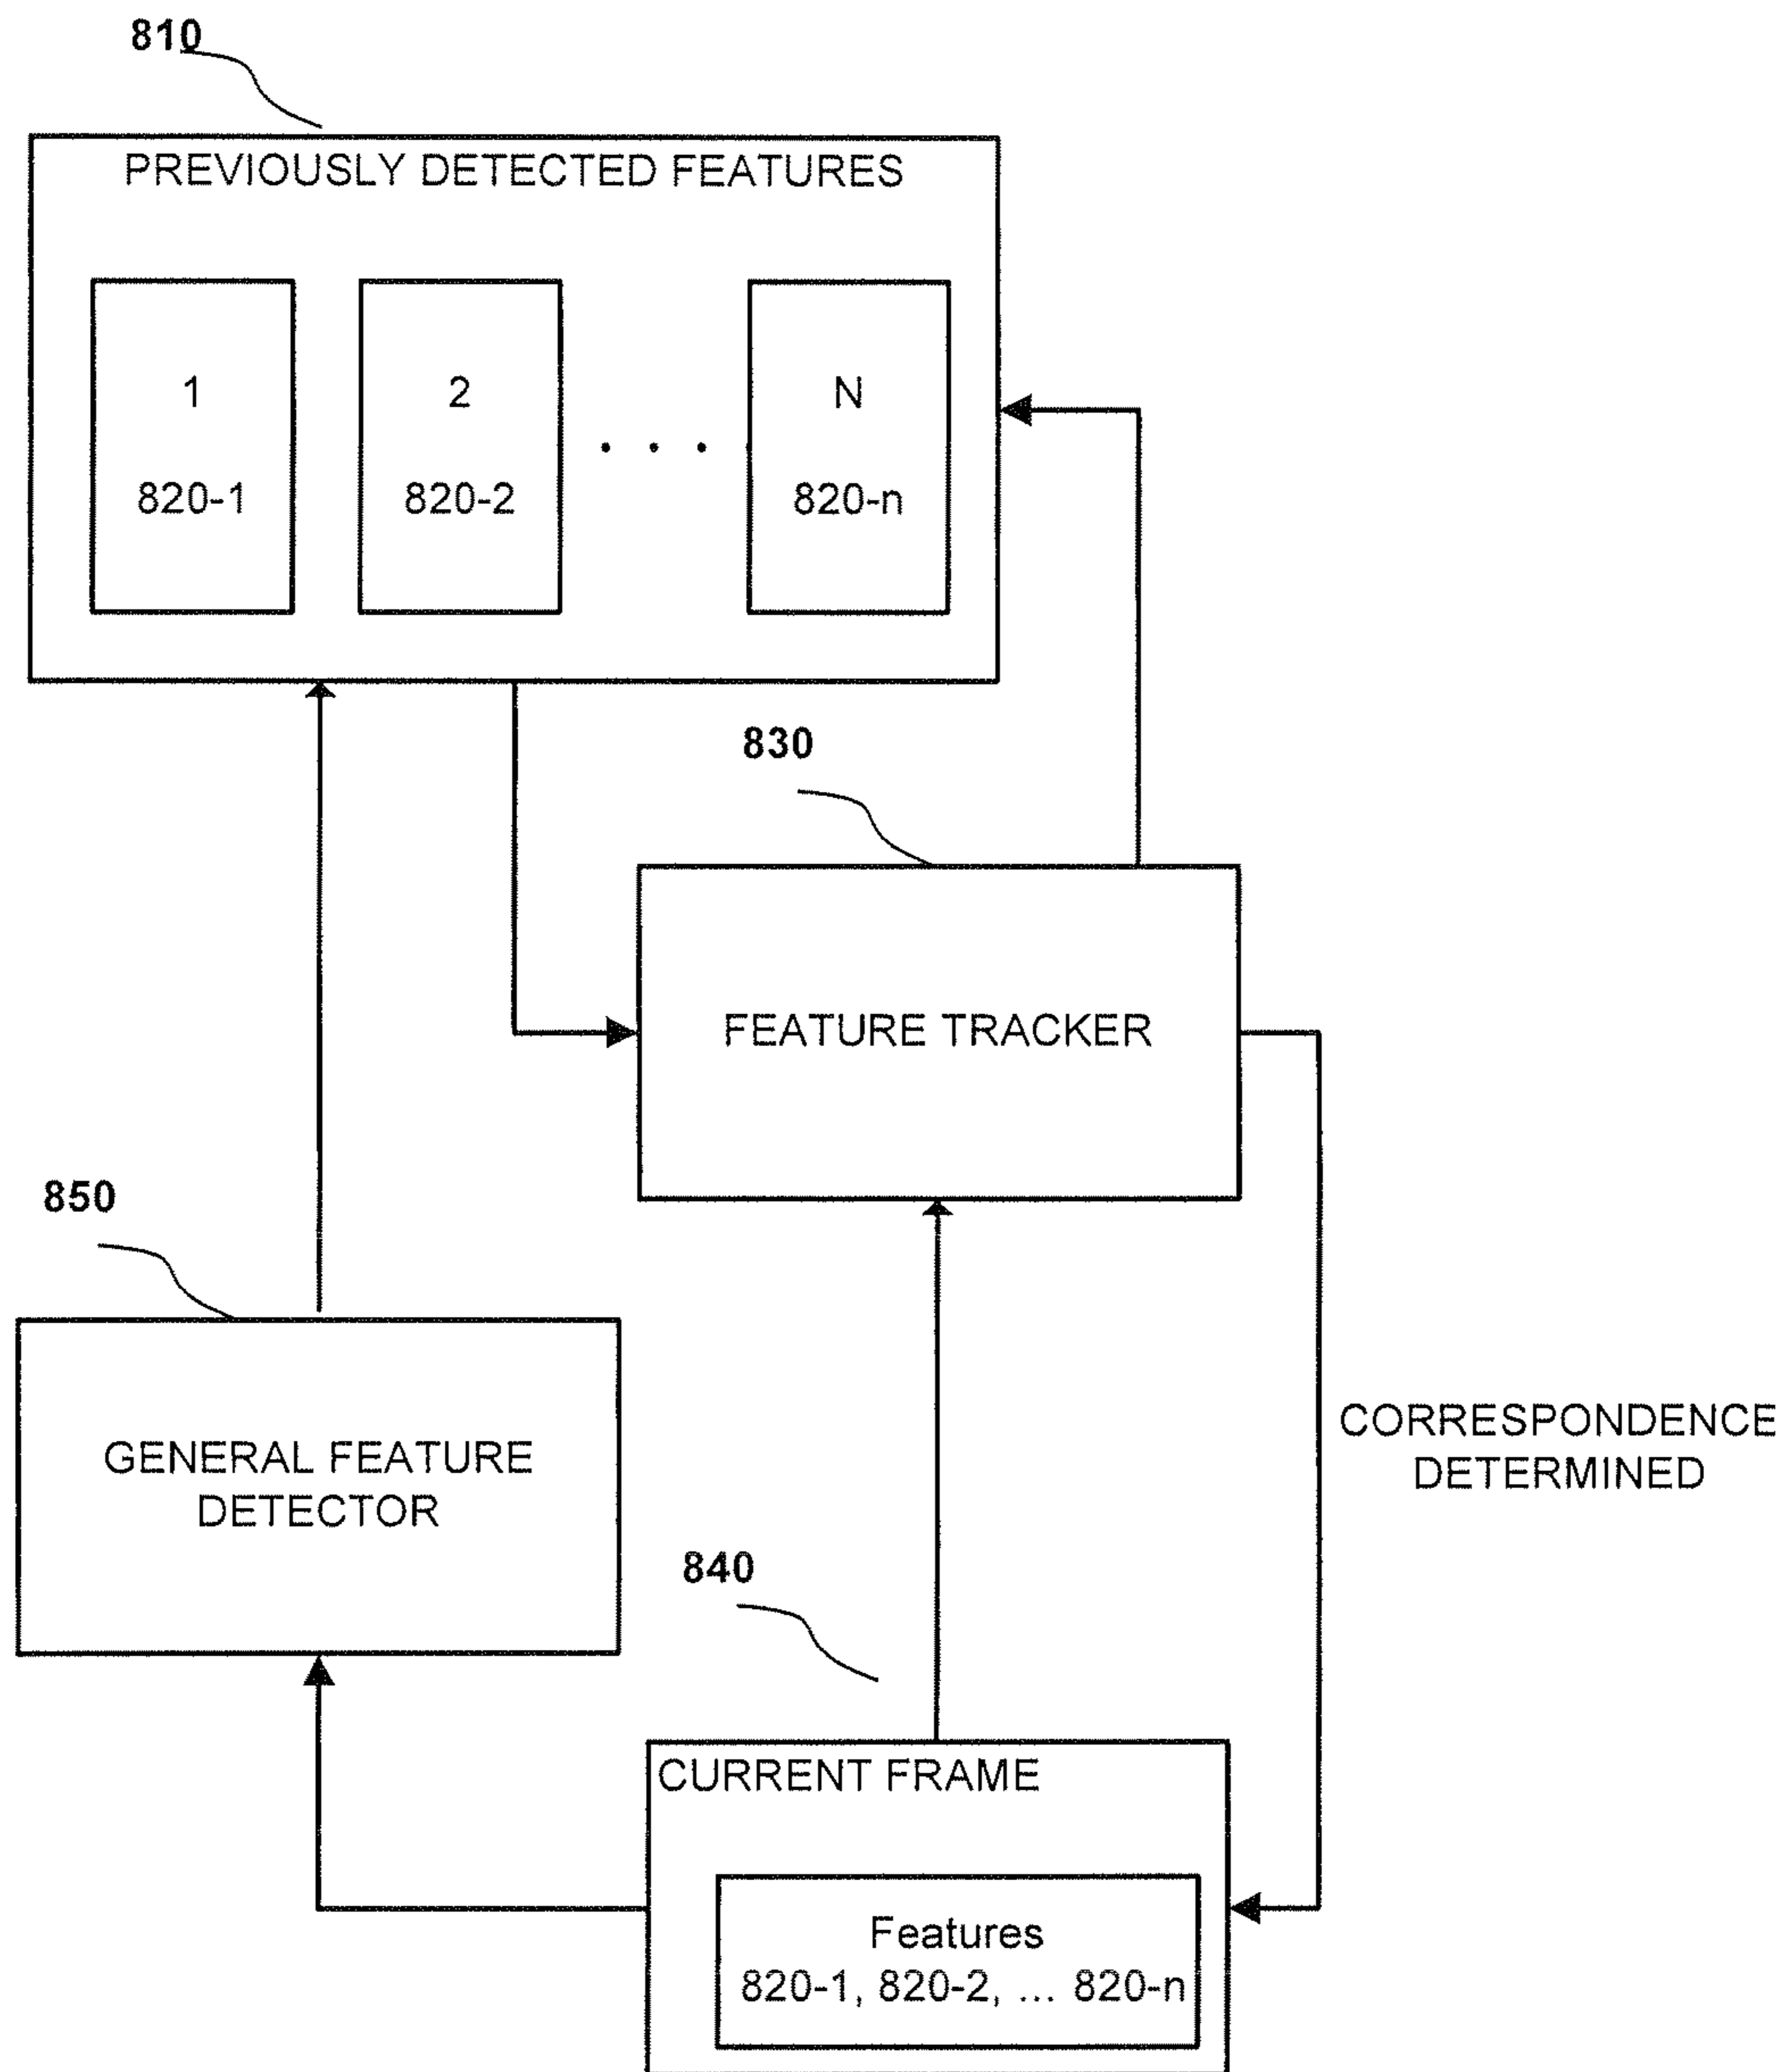 810
PREVIOUSLY DETECTED FEATURES
1
820-1
2
820-2
. . .
N
820-n
830
FEATURE TRACKER
850
GENERAL FEATURE
DETECTOR
CORRESPONDENCE
DETERMINED
840
CURRENT FRAME
Features
820-1, 820-2, ... 820-n